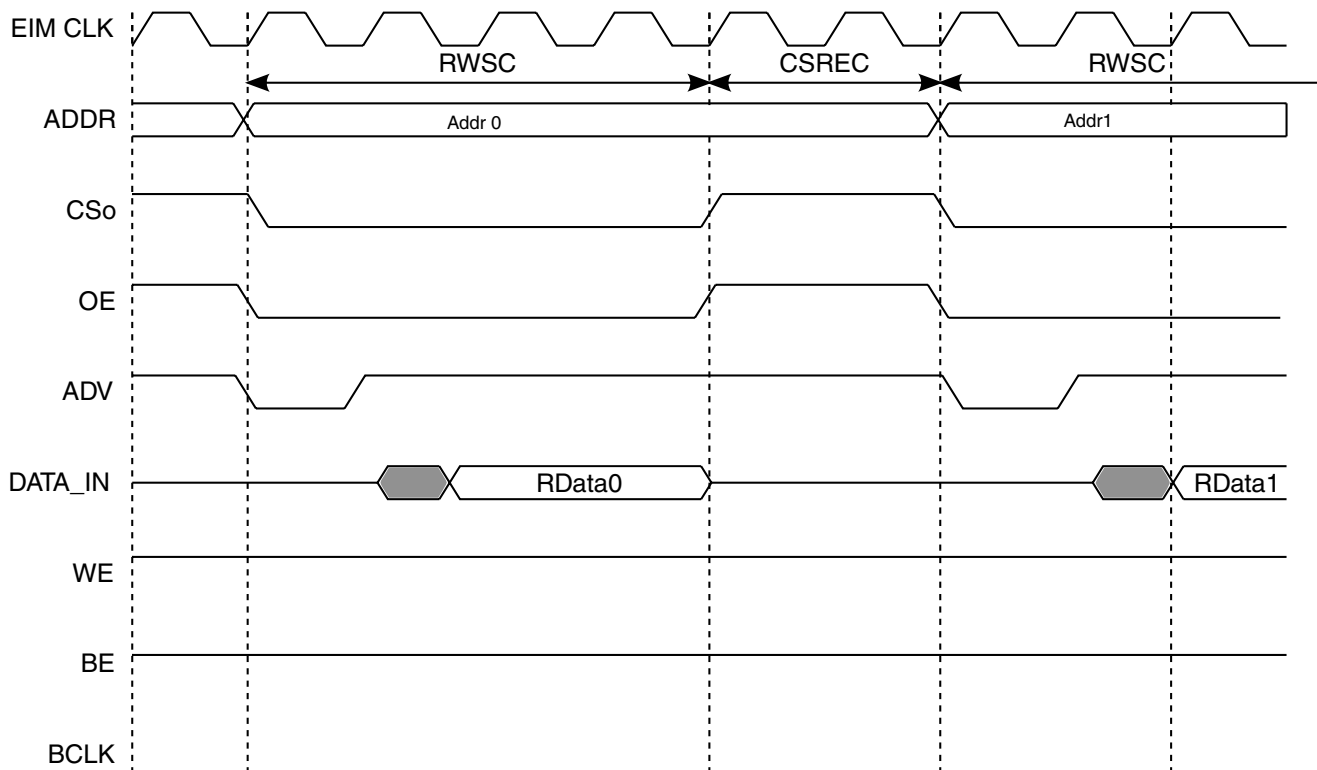 EIM CLK
RWSC CSREC RWSC
ADDR Addr 0 Addr1
CSo
OE
ADV
DATA_IN RData0 RData1
WE
BE
BCLK